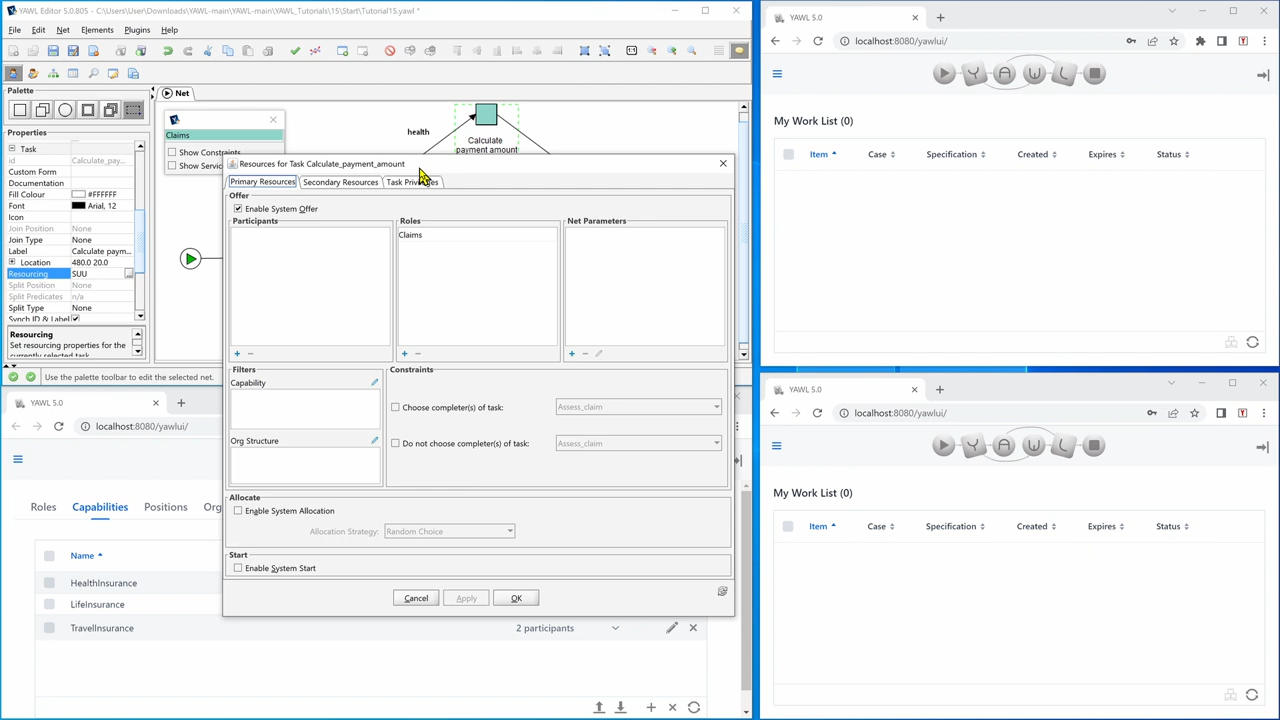 YAWL Editor 5.0.805 - C:\Users\User\Downloads\YAWL-main\YAWL-main\YAWL_Tutorials\15\Start\Tutorial15.yawl *
File Edit Net Elements Plugins Help
Palette
Net
Properties
Task
id Calculate_pay...
Custom Form
Documentation
Fill Colour #FFFFFF
Font Arial, 12
Icon
Join Position None
Join Type None
Label Calculate paym...
Location 480.0 20.0
Resourcing SUU
Split Position None
Split Predicates n/a
Split Type None
Synch ID & Label
Resourcing
Set resourcing properties for the
currently selected task
Use the palette toolbar to edit the selected net.
Claims
Show Constraints
Show Servic
health
Calculate
payment amount
Resources for Task Calculate_payment_amount
Primary Resources Secondary Resources Task Privileges
Offer
Enable System Offer
Participants Roles Net Parameters
Claims
Filters
Capability
Org Structure
Constraints
Choose completer(s) of task: Assess_claim
Do not choose completer(s) of task: Assess_claim
Allocate
Enable System Allocation
Allocation Strategy: Random Choice
Start
Enable System Start
Cancel Apply OK
YAWL 5.0
localhost:8080/yawlui/
Roles Capabilities Positions Org
Name
HealthInsurance
LifeInsurance
TravelInsurance 2 participants
YAWL 5.0
localhost:8080/yawlui/
Y A W L
My Work List (0)
Item Case Specification Created Expires Status
YAWL 5.0
localhost:8080/yawlui/
Y A W L
My Work List (0)
Item Case Specification Created Expires Status